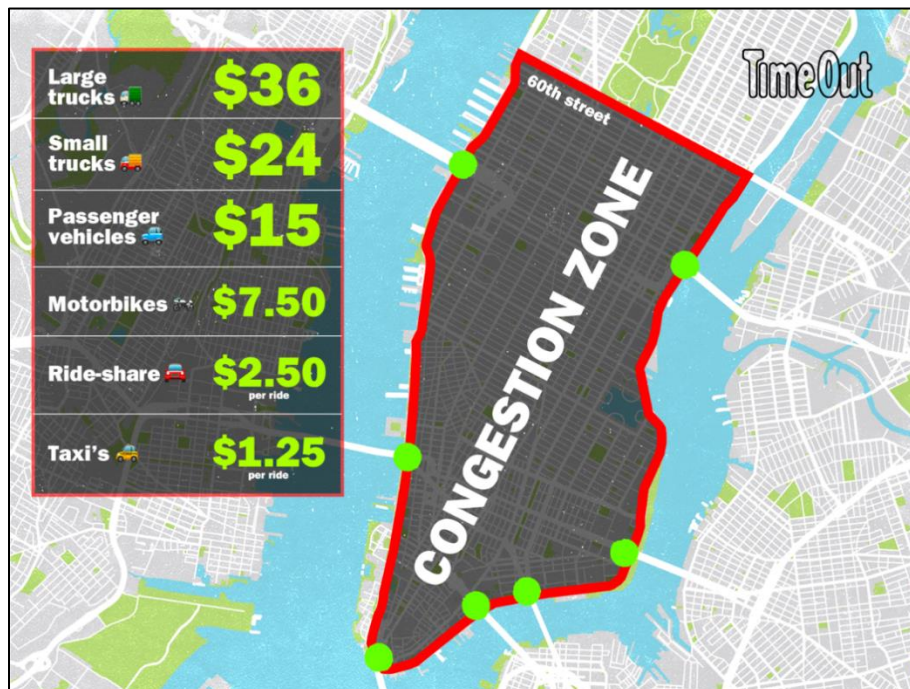 Large
trucks
$36
Small
trucks
$24
Passenger
vehicles
$15
Motorbikes
$7.50
Ride-share
$2.50
per ride
Taxi's
$1.25
per ride
TimeOut
60th street
CONGESTION ZONE